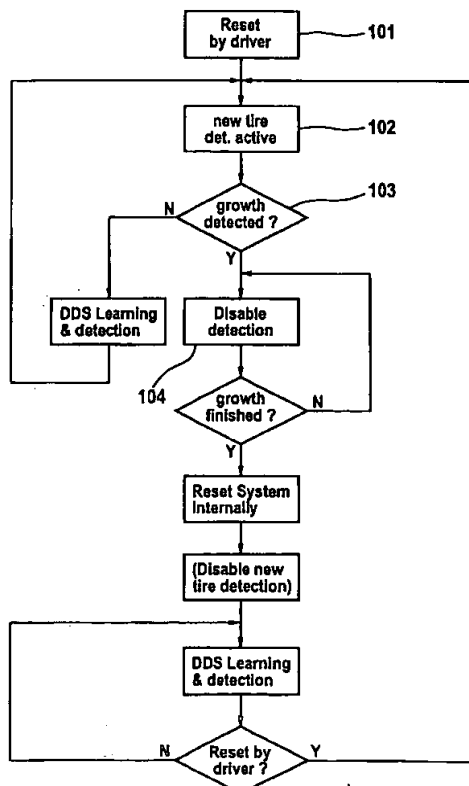 Reset
by driver
101
new tire
det. active
102
103
growth
detected ?
N
Y
DDS Learning
& detection
Disable
detection
104
growth
finished ?
N
Y
Reset System
Internally
(Disable new
tire detection)
DDS Learning
& detection
N
Reset by
driver ?
Y